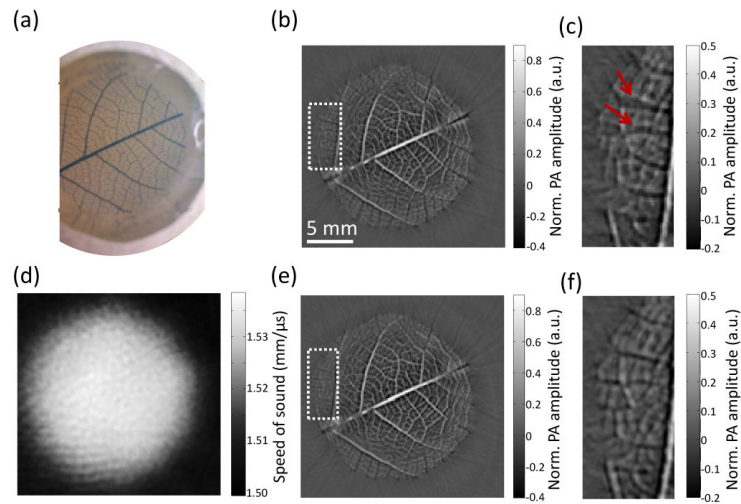 (a)
(b)
(c)
0.8
0.6
0.4
0.2
0
-0.2
-0.4
Norm. PA amplitude (a.u.)
5 mm
0.5
0.4
0.3
0.2
0.1
0
-0.1
-0.2
Norm. PA amplitude (a.u.)
(d)
(e)
(f)
1.53
1.52
1.51
1.50
Speed of sound (mm/µs)
0.8
0.6
0.4
0.2
0
-0.2
-0.4
Norm. PA amplitude (a.u.)
0.5
0.4
0.3
0.2
0.1
0
-0.1
-0.2
Norm. PA amplitude (a.u.)